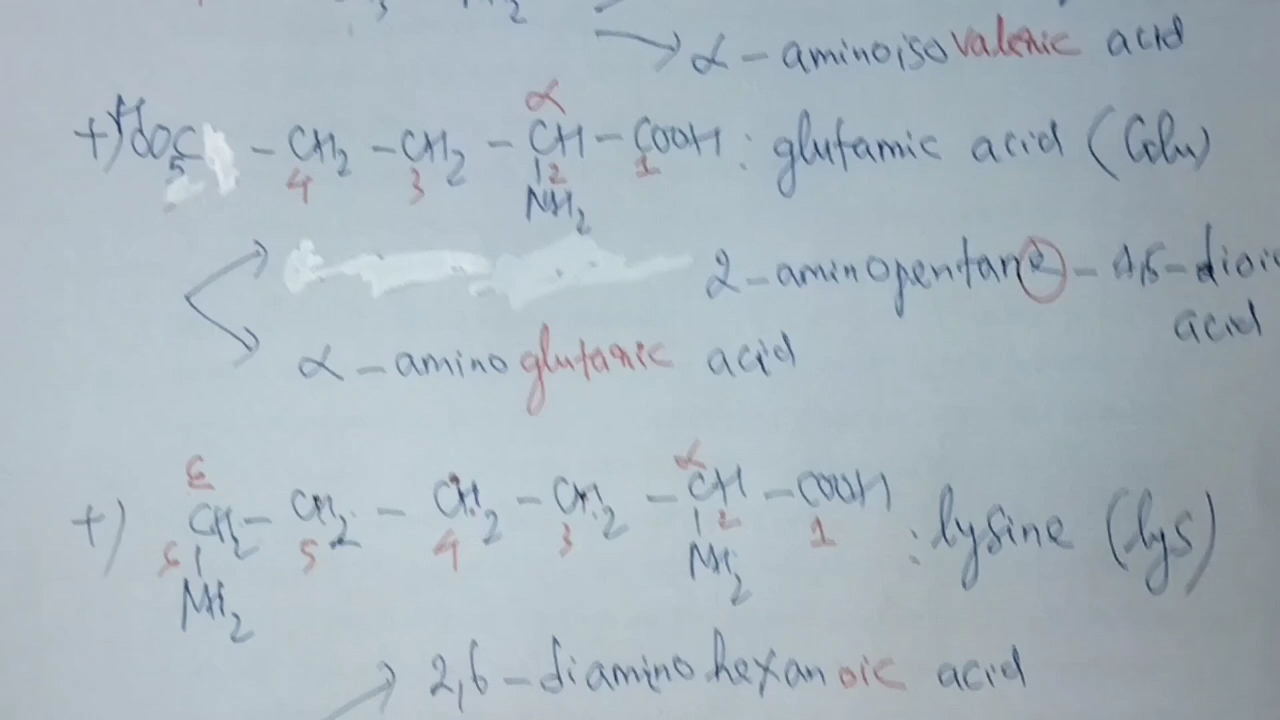 α - aminoisovaleric acid
α
+) HOOC - CH2 - CH2 - CH - COOH : glutamic acid (Glu)
5 4 3 2 1
NH2
2-aminopentane - 1,5-dioic
acid
α - aminoglutaric acid
ε α
+) CH2 - CH2 - CH2 - CH2 - CH - COOH : lysine (lys)
6 5 4 3 2 1
NH2 NH2
2,6 - diaminohexanoic acid